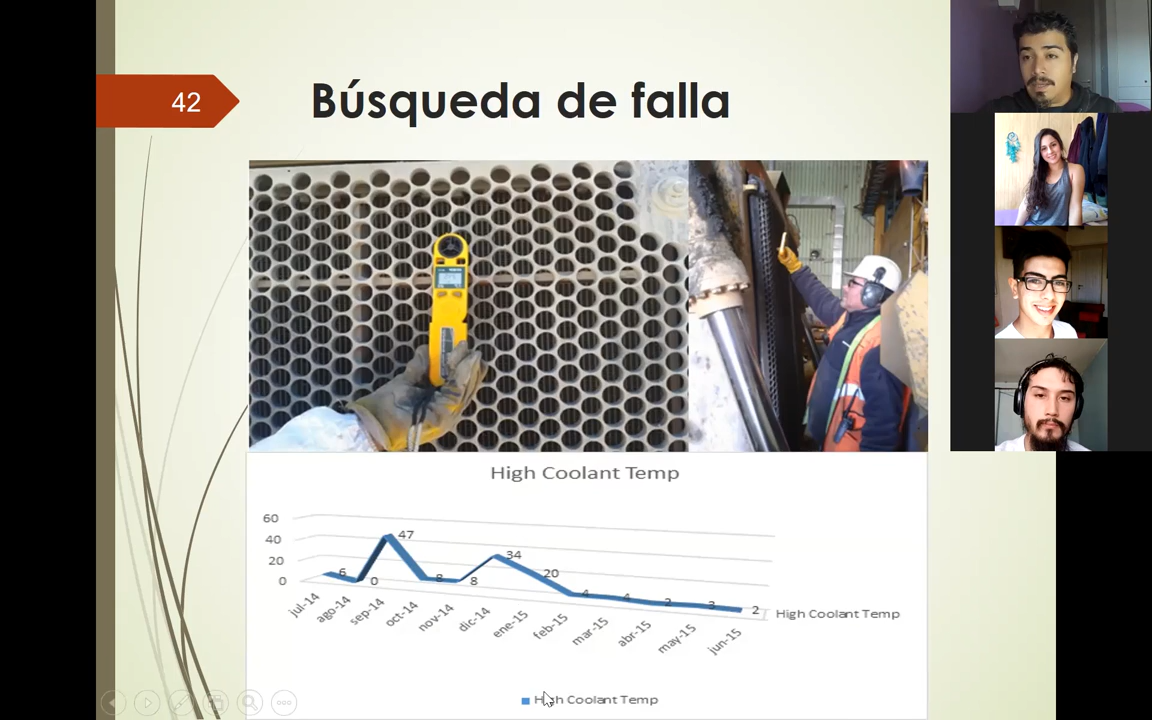 42
Búsqueda de falla
High Coolant Temp
60
40
20
0
6
0
47
8
8
34
20
4
4
2
3
2
jul-14
ago-14
sep-14
oct-14
nov-14
dic-14
ene-15
feb-15
mar-15
abr-15
may-15
jun-15
High Coolant Temp
High Coolant Temp